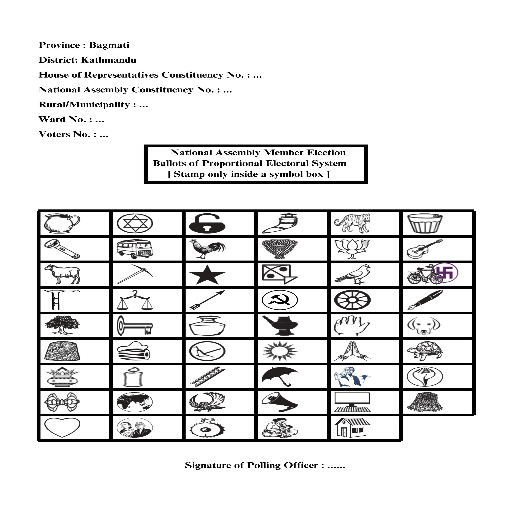 Province : Bagmati
District: Kathmandu
House of Representatives Constituency No. : ...
National Assembly Constituency No. : ...
Rural/Municipality : ...
Ward No. : ...
Voters No. : ...
National Assembly Member Election
Ballots of Proportional Electoral System
[ Stamp only inside a symbol box ]
Signature of Polling Officer : ......